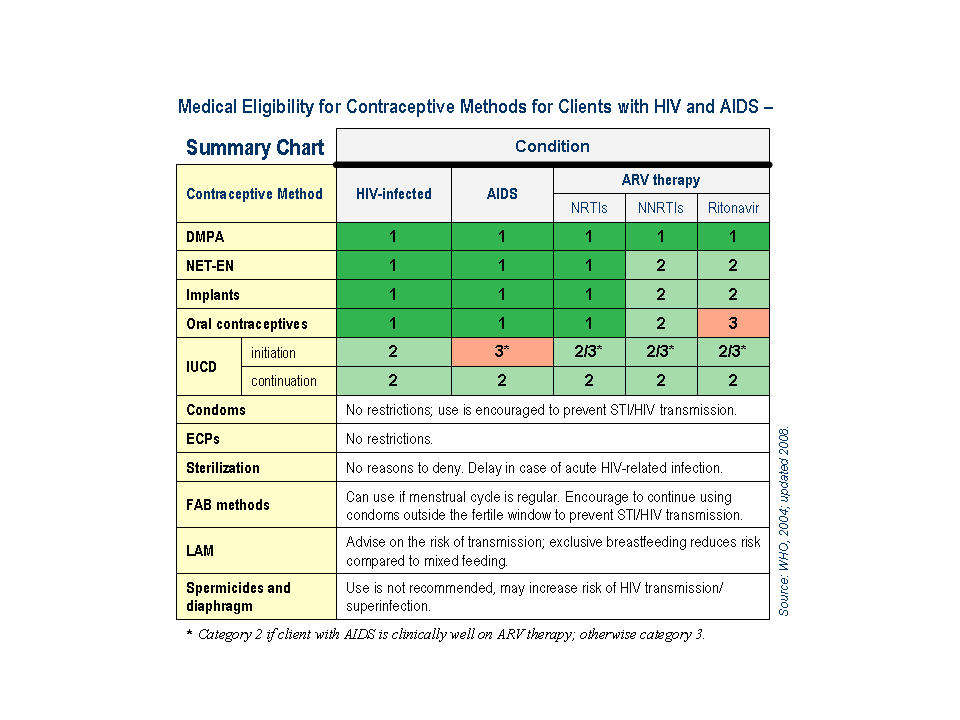 Medical Eligibility for Contraceptive Methods for Clients with HIV and AIDS –
Summary Chart
Condition
Contraceptive Method
HIV-infected
AIDS
ARV therapy
NRTIs NNRTIs Ritonavir
DMPA 1 1 1 1 1
NET-EN 1 1 1 2 2
Implants 1 1 1 2 2
Oral contraceptives 1 1 1 2 3
IUCD
initiation 2 3* 2/3* 2/3* 2/3*
continuation 2 2 2 2 2
Condoms No restrictions; use is encouraged to prevent STI/HIV transmission.
ECPs No restrictions.
Sterilization No reasons to deny. Delay in case of acute HIV-related infection.
FAB methods
Can use if menstrual cycle is regular. Encourage to continue using
condoms outside the fertile window to prevent STI/HIV transmission.
LAM
Advise on the risk of transmission; exclusive breastfeeding reduces risk
compared to mixed feeding.
Spermicides and
diaphragm
Use is not recommended, may increase risk of HIV transmission/
superinfection.
* Category 2 if client with AIDS is clinically well on ARV therapy; otherwise category 3.
Source: WHO, 2004; updated 2008.